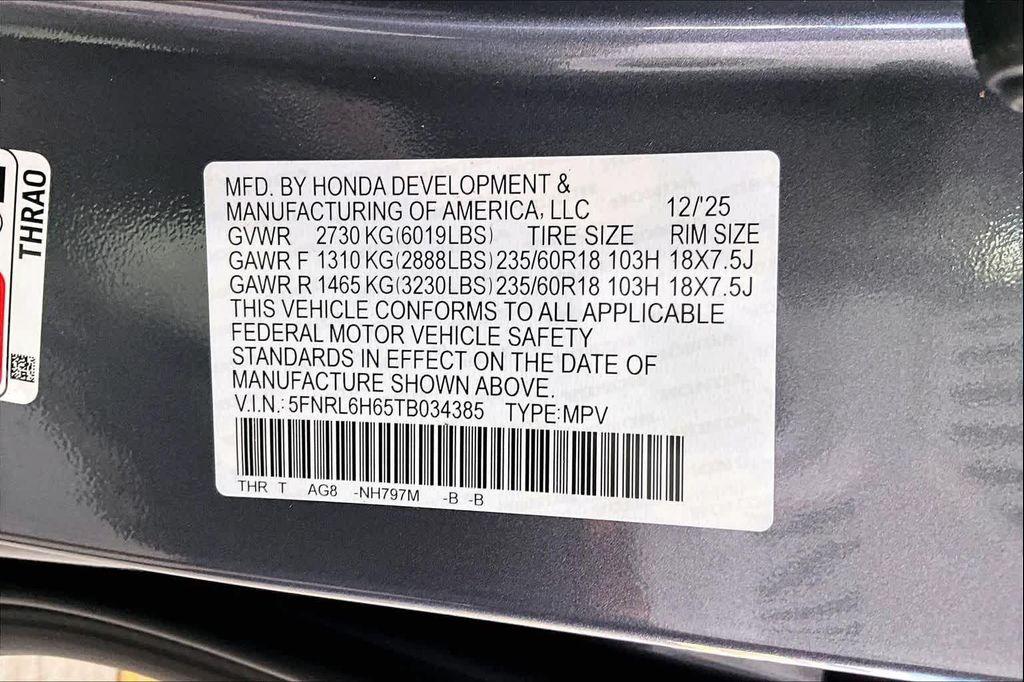 THRAO
MFD. BY HONDA DEVELOPMENT &
MANUFACTURING OF AMERICA, LLC 12/'25
GVWR 2730 KG(6019LBS) TIRE SIZE RIM SIZE
GAWR F 1310 KG(2888LBS) 235/60R18 103H 18X7.5J
GAWR R 1465 KG(3230LBS) 235/60R18 103H 18X7.5J
THIS VEHICLE CONFORMS TO ALL APPLICABLE
FEDERAL MOTOR VEHICLE SAFETY
STANDARDS IN EFFECT ON THE DATE OF
MANUFACTURE SHOWN ABOVE.
V.I.N.: 5FNRL6H65TB034385 TYPE:MPV
THR T AG8 -NH797M -B -B